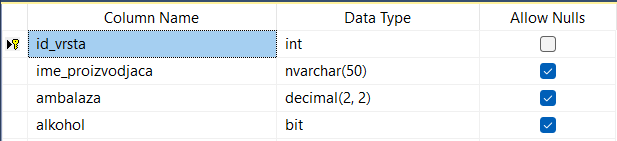 Column Name Data Type Allow Nulls
id_vrsta int
ime_proizvodjaca nvarchar(50)
ambalaza decimal(2, 2)
alkohol bit